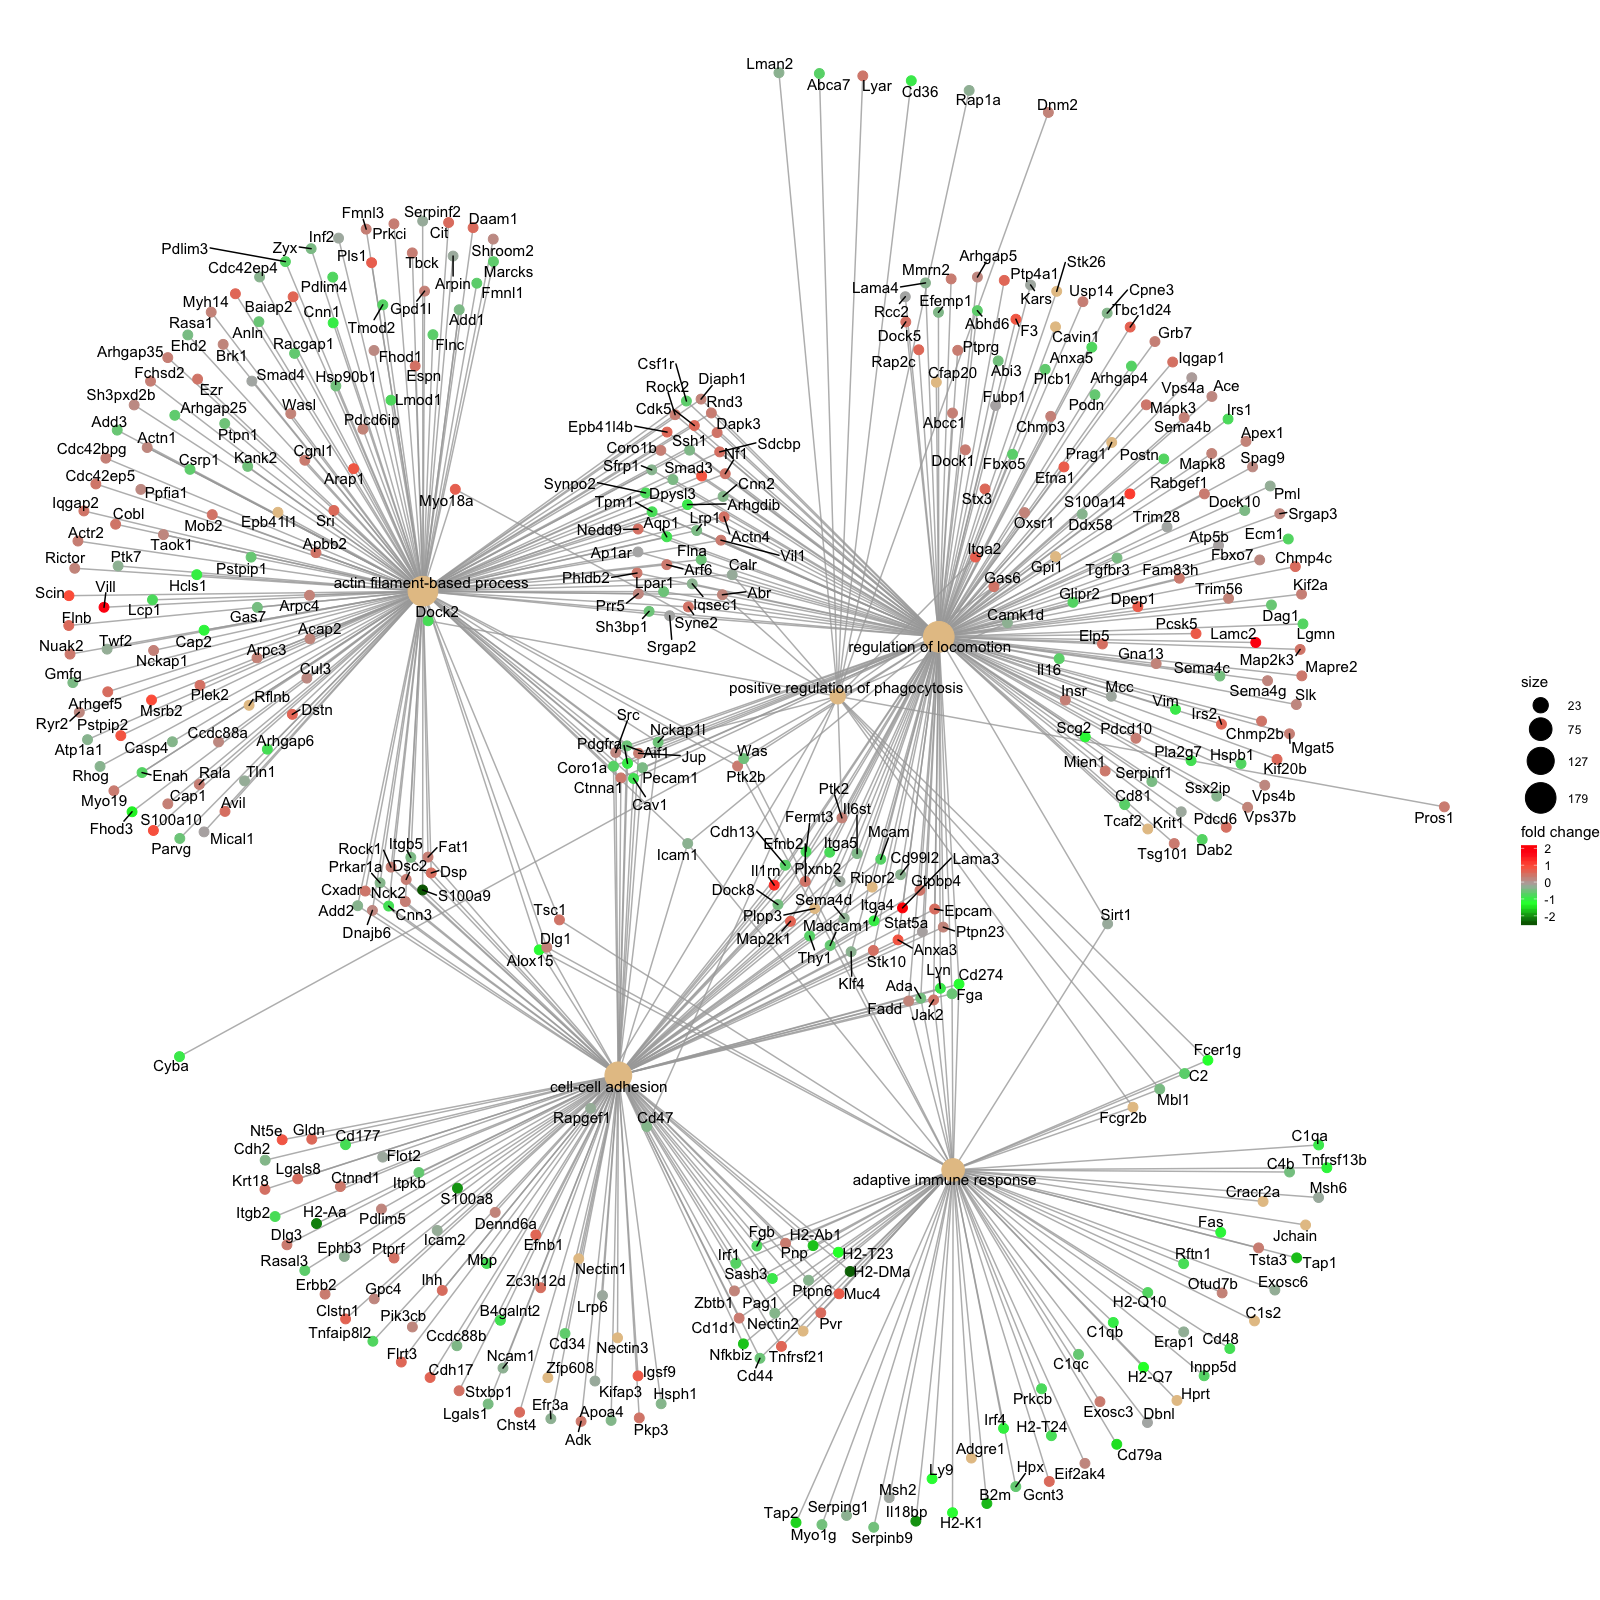 Lman2
Abca7
Lyar
Cd36
Rap1a
Dnm2
Fmnl3
Prkci
Serpinf2
Cit
Daam1
Pdlim3
Zyx
Inf2
Pls1
Tbck
Shroom2
Marcks
Cdc42ep4
Pdlim4
Arpin
Fmnl1
Myh14
Baiap2
Cnn1
Tmod2
Gpd1l
Add1
Rasa1
Anln
Racgap1
Fhod1
Flnc
Ehd2
Brk1
Arhgap35
Espn
Fchsd2
Ezr
Smad4
Hsp90b1
Lmod1
Sh3pxd2b
Arhgap25
Wasl
Pdcd6ip
Add3
Ptpn1
Actn1
Cgnl1
Cdc42bpg
Csrp1
Kank2
Arap1
Cdc42ep5
Ppfia1
Myo18a
Iqgap2
Cobl
Mob2
Epb41l1
Sri
Actr2
Taok1
Apbb2
Rictor
Ptk7
Pstpip1
Hcls1
actin filament-based process
Scin
Vill
Lcp1
Arpc4
Dock2
Flnb
Gas7
Acap2
Nuak2
Twf2
Cap2
Nckap1
Arpc3
Gmfg
Cul3
Arhgef5
Plek2
Rflnb
Dstn
Ryr2
Msrb2
Pstpip2
Ccdc88a
Arhgap6
Atp1a1
Casp4
Rhog
Enah
Rala
Tln1
Myo19
Cap1
Avil
Fhod3
S100a10
Mical1
Parvg
Csf1r
Rock2
Diaph1
Cdk5
Rnd3
Epb41l4b
Dapk3
Coro1b
Ssh1
Sdcbp
Sfrp1
Smad3
Nf1
Synpo2
Dpysl3
Cnn2
Tpm1
Arhgdib
Nedd9
Aqp1
Lrp1
Actn4
Ap1ar
Flna
Vil1
Phldb2
Lpar1
Arf6
Calr
Prr5
Iqsec1
Abr
Sh3bp1
Syne2
Srgap2
Mmrn2
Arhgap5
Ptp4a1
Stk26
Lama4
Kars
Usp14
Cpne3
Rcc2
Efemp1
Abhd6
F3
Tbc1d24
Dock5
Cavin1
Grb7
Rap2c
Ptprg
Anxa5
Iqgap1
Cfap20
Abi3
Plcb1
Arhgap4
Vps4a
Ace
Fubp1
Podn
Mapk3
Irs1
Abcc1
Chmp3
Sema4b
Apex1
Dock1
Fbxo5
Prag1
Postn
Mapk8
Spag9
Efna1
Stx3
S100a14
Rabgef1
Dock10
Pml
Oxsr1
Ddx58
Trim28
Srgap3
Itga2
Atp5b
Ecm1
Gpi1
Tgfbr3
Fbxo7
Chmp4c
Gas6
Fam83h
Glipr2
Trim56
Kif2a
Dpep1
Camk1d
Dag1
Pcsk5
Lamc2
Lgmn
regulation of locomotion
Elp5
Map2k3
Il16
Gna13
Sema4c
Mapre2
positive regulation of phagocytosis
Insr
Mcc
Sema4g
Slk
Vim
Irs2
Scg2
Pdcd10
Chmp2b
Mgat5
Mien1
Pla2g7
Hspb1
Kif20b
Serpinf1
Ssx2ip
Vps4b
Cd81
Krit1
Pdcd6
Vps37b
Tcaf2
Tsg101
Dab2
Pros1
Src
Nckap1l
Pdgfra
Aif1
Jup
Was
Coro1a
Pecam1
Ptk2b
Ctnna1
Cav1
Icam1
Rock1
Itgb5
Fat1
Prkar1a
Dsc2
Dsp
Cxadr
Nck2
S100a9
Add2
Cnn3
Dnajb6
Tsc1
Dlg1
Alox15
Ptk2
Il6st
Fermt3
Cdh13
Efnb2
Itga5
Mcam
Il1rn
Plxnb2
Cd99l2
Lama3
Dock8
Ripor2
Gtpbp4
Sema4d
Plpp3
Itga4
Epcam
Map2k1
Madcam1
Stat5a
Ptpn23
Thy1
Anxa3
Klf4
Stk10
Sirt1
Lyn
Cd274
Ada
Fga
Fadd
Jak2
Cyba
cell-cell adhesion
Rapgef1
Cd47
Fcer1g
C2
Mbl1
Fcgr2b
adaptive immune response
Nt5e
Gldn
Cd177
Cdh2
Flot2
Lgals8
Ctnnd1
Krt18
Itpkb
S100a8
Itgb2
H2-Aa
Pdlim5
Dennd6a
Dlg3
Icam2
Efnb1
Rasal3
Ephb3
Ptprf
Mbp
Nectin1
Erbb2
Gpc4
Ihh
Zc3h12d
Clstn1
Pik3cb
B4galnt2
Lrp6
Tnfaip8l2
Ccdc88b
Cd34
Nectin3
Flrt3
Ncam1
Zfp608
Cdh17
Igsf9
Stxbp1
Kifap3
Hsph1
Lgals1
Efr3a
Apoa4
Chst4
Adk
Pkp3
Fgb
H2-Ab1
Irf1
Pnp
H2-T23
Sash3
H2-DMa
Ptpn6
Zbtb1
Pag1
Muc4
Cd1d1
Nectin2
Pvr
Nfkbiz
Tnfrsf21
Cd44
C1qa
C4b
Tnfrsf13b
Cracr2a
Msh6
Fas
Jchain
Rftn1
Tsta3
Tap1
Otud7b
Exosc6
H2-Q10
C1s2
C1qb
Erap1
Cd48
C1qc
Inpp5d
H2-Q7
Hprt
Prkcb
Exosc3
Dbnl
Irf4
H2-T24
Cd79a
Adgre1
Hpx
Eif2ak4
Ly9
Gcnt3
Msh2
B2m
Tap2
Serping1
Il18bp
H2-K1
Myo1g
Serpinb9
size
23
75
127
179
fold change
2
1
0
-1
-2